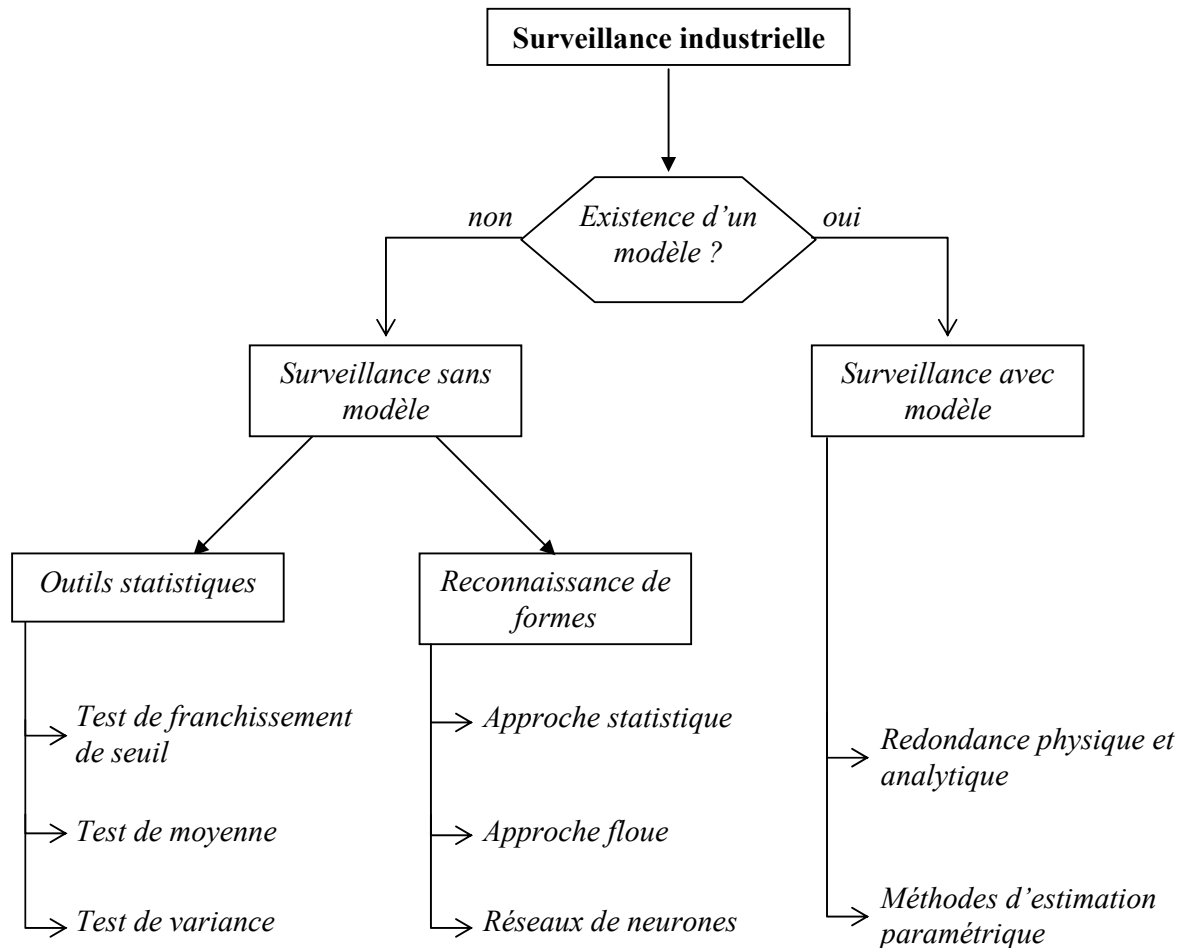 Surveillance industrielle
non
Existence d’un
modèle ?
oui
Surveillance sans
modèle
Surveillance avec
modèle
Outils statistiques
Reconnaissance de
formes
Test de franchissement
de seuil
Test de moyenne
Test de variance
Approche statistique
Approche floue
Réseaux de neurones
Redondance physique et
analytique
Méthodes d’estimation
paramétrique